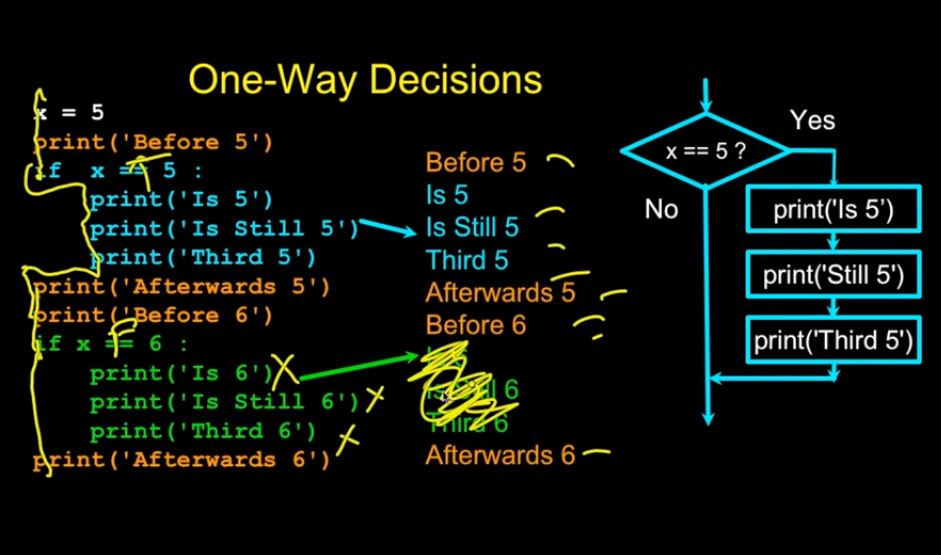 One-Way Decisions
x = 5
print('Before 5')
if x == 5 :
print('Is 5')
print('Is Still 5')
print('Third 5')
print('Afterwards 5')
print('Before 6')
if x == 6 :
print('Is 6')
print('Is Still 6')
print('Third 6')
print('Afterwards 6')
Before 5
Is 5
Is Still 5
Third 5
Afterwards 5
Before 6
6
Third 6
Afterwards 6
x == 5 ?
Yes
No
print('Is 5’)
print('Still 5')
print('Third 5')